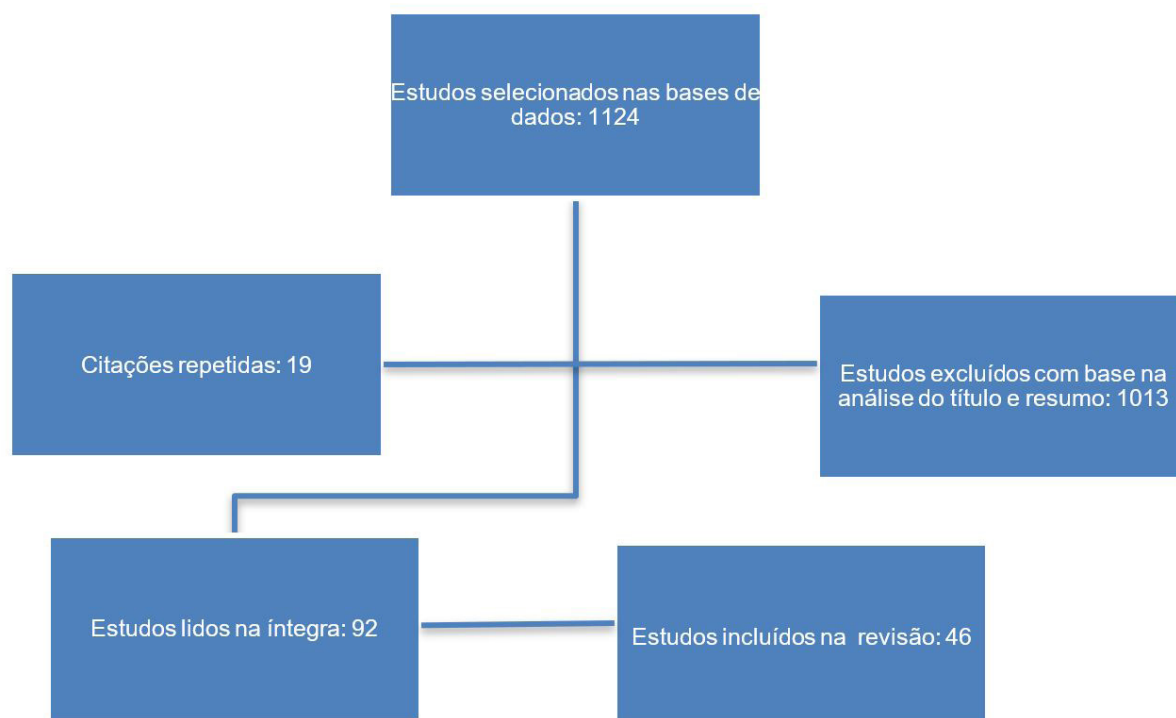 Estudos selecionados nas bases de
dados: 1124
Citações repetidas: 19
Estudos excluídos com base na
análise do título e resumo: 1013
Estudos lidos na íntegra: 92
Estudos incluídos na revisão: 46